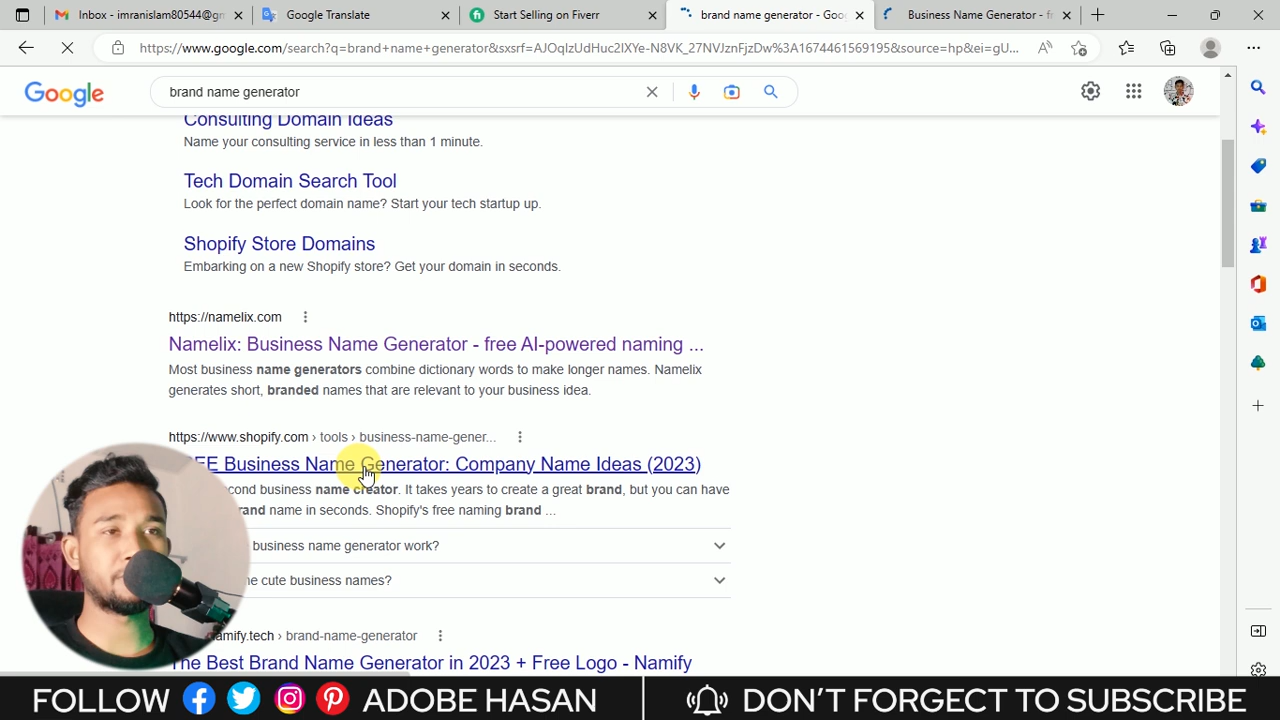 Inbox - imranislam80544@gm
Google Translate
Start Selling on Fiverr
brand name generator - Goo
Business Name Generator - fr
https://www.google.com/search?q=brand+name+generator&sxsrf=AJOqlzUdHuc2lXYe-N8VK_27NVJznFjzDw%3A1674461569195&source=hp&ei=gU...
Google
brand name generator
Consulting Domain Ideas
Name your consulting service in less than 1 minute.
Tech Domain Search Tool
Look for the perfect domain name? Start your tech startup up.
Shopify Store Domains
Embarking on a new Shopify store? Get your domain in seconds.
https://namelix.com
Namelix: Business Name Generator - free AI-powered naming ...
Most business name generators combine dictionary words to make longer names. Namelix
generates short, branded names that are relevant to your business idea.
https://www.shopify.com › tools › business-name-gener...
Business Name Generator: Company Name Ideas (2023)
business name creator. It takes years to create a great brand, but you can have
name in seconds. Shopify's free naming brand ...
business name generator work?
cute business names?
amify.tech › brand-name-generator
The Best Brand Name Generator in 2023 + Free Logo - Namify
FOLLOW ADOBE HASAN
DON'T FORGECT TO SUBSCRIBE